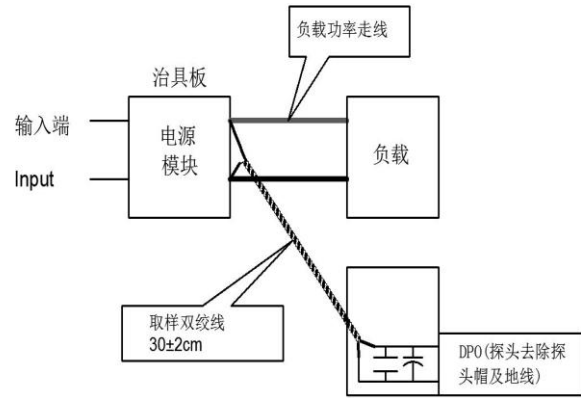 负载功率走线
治具板
输入端
Input
电源
模块
负载
取样双绞线
30±2cm
DPO(探头去除探
头帽及地线)